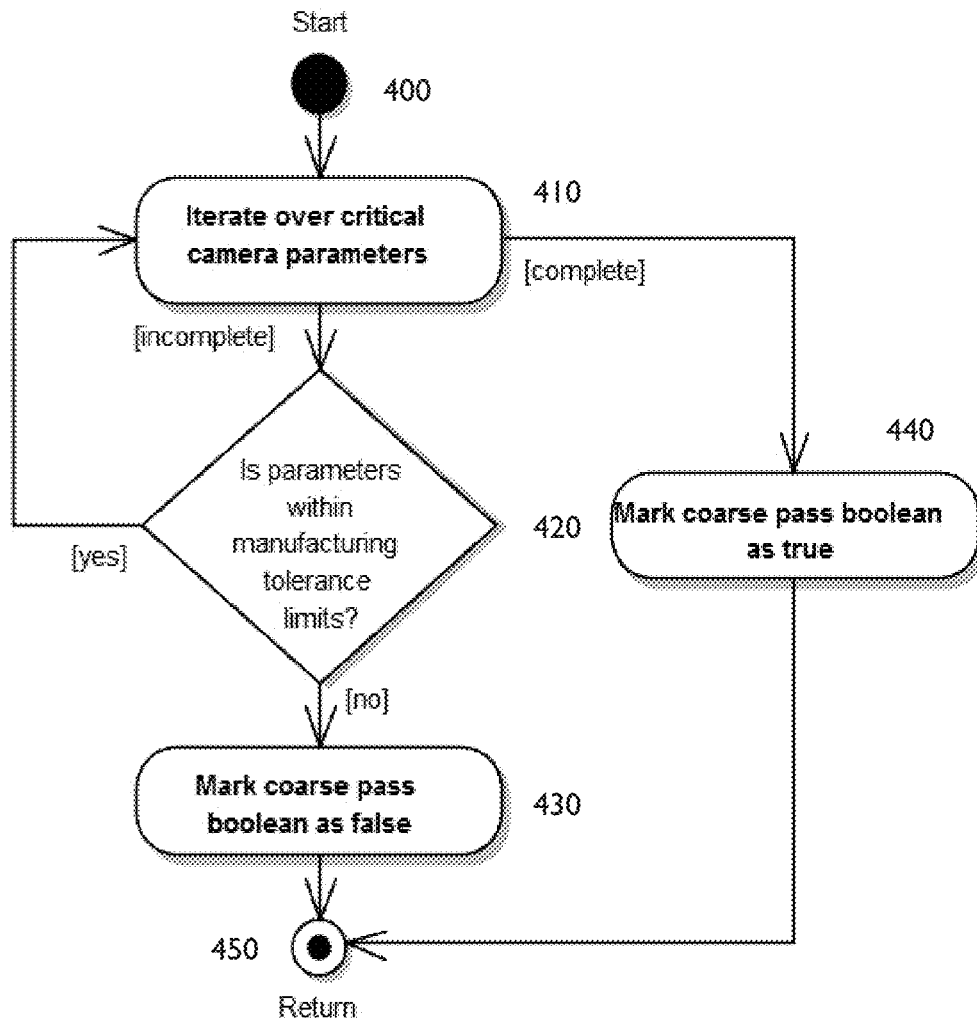 Start
400
410
Iterate over critical
camera parameters
[complete]
[incomplete]
440
Is parameters
within
manufacturing
tolerance
limits?
420
Mark coarse pass boolean
as true
[yes]
[no]
Mark coarse pass
boolean as false
430
450
Return